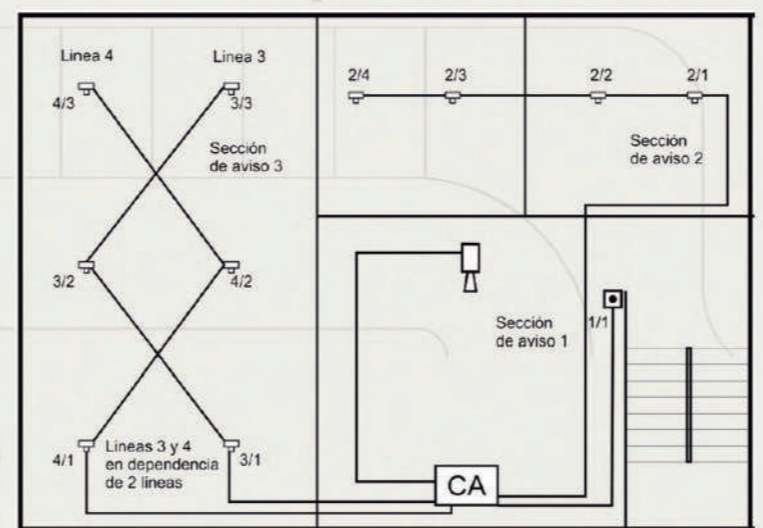 Linea 4
Linea 3
2/4
2/3
2/2
2/1
4/3
3/3
Sección
de aviso 3
Sección
de aviso 2
3/2
4/2
Sección
de aviso 1
1/1
4/1
Lineas 3 y 4
en dependencia
de 2 lineas
3/1
CA